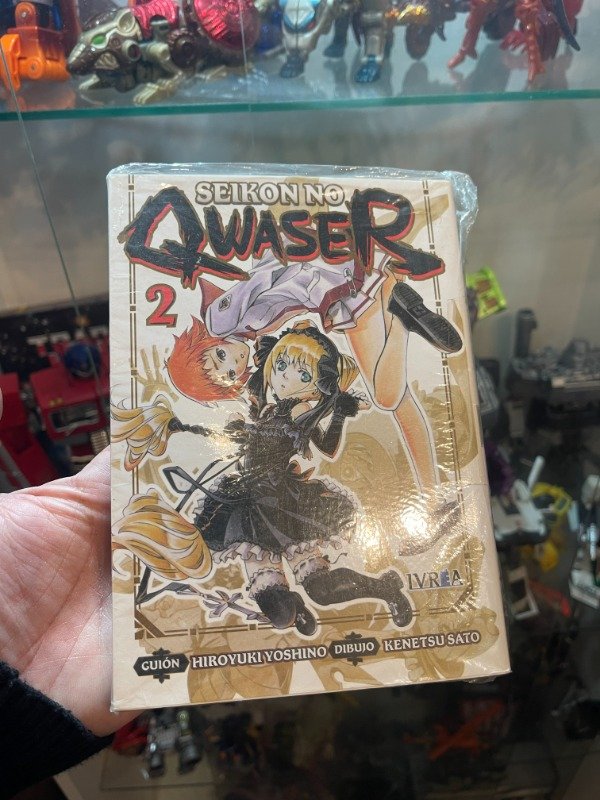 SEIKON NO
QWASER
2
IVREA
GUIÓN HIROYUKI YOSHINO DIBUJO KENETSU SATO